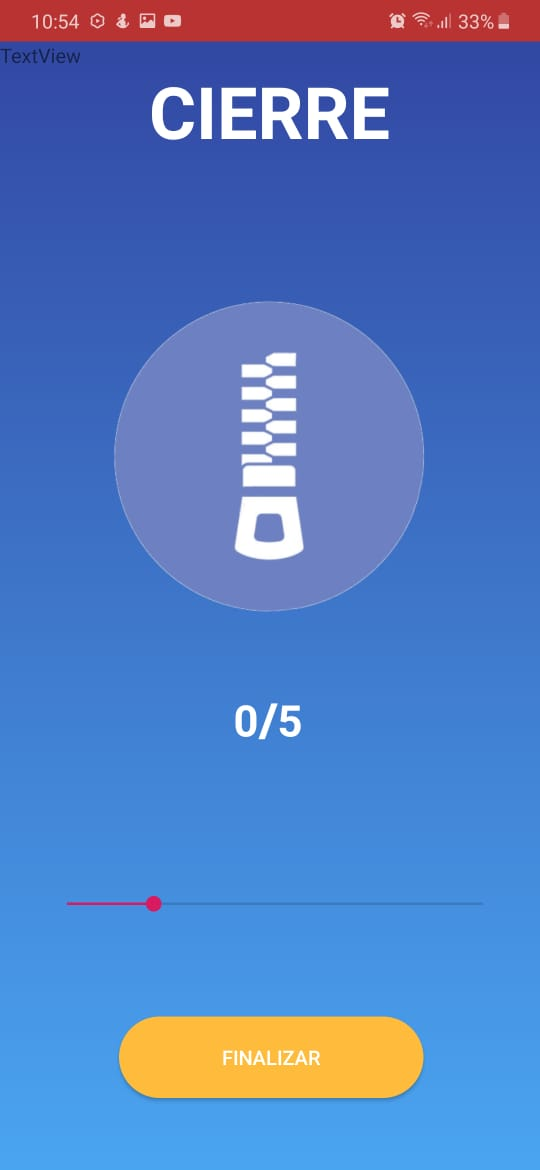 10:54 33%
TextView
CIERRE
0/5
FINALIZAR